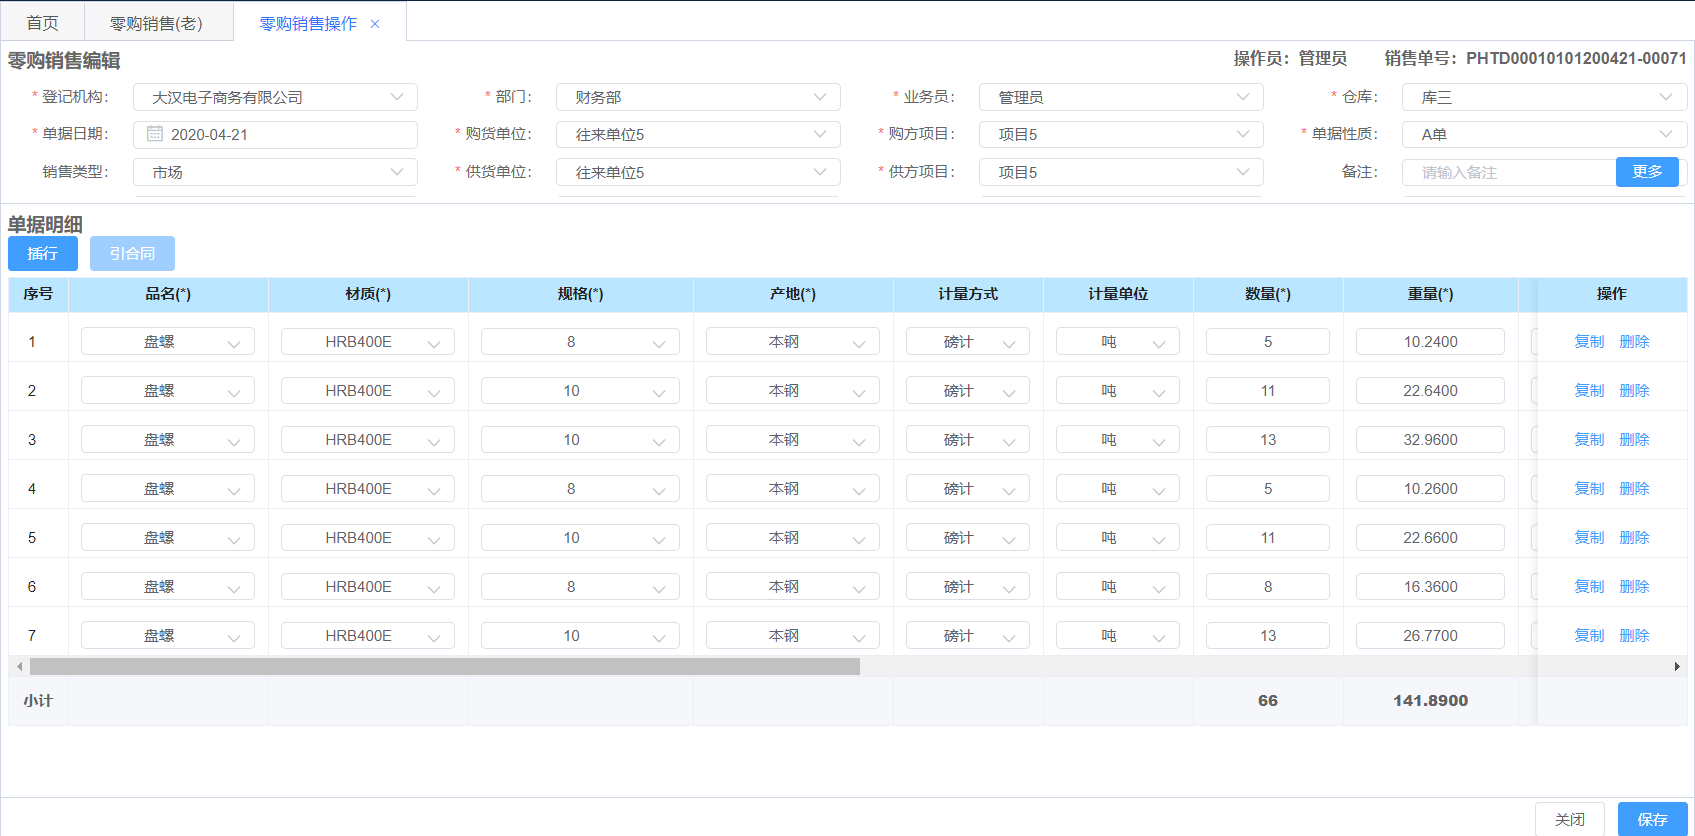 首页 零购销售(老) 零购销售操作 ×
零购销售编辑 操作员：管理员 销售单号：PHTD00010101200421-00071
* 登记机构： 大汉电子商务有限公司 * 部门： 财务部 * 业务员： 管理员 * 仓库： 库三
* 单据日期： 2020-04-21 * 购货单位： 往来单位5 * 购方项目： 项目5 * 单据性质： A单
销售类型： 市场 * 供货单位： 往来单位5 * 供方项目： 项目5 备注： 请输入备注 更多
单据明细
插行 引合同
序号 品名(*) 材质(*) 规格(*) 产地(*) 计量方式 计量单位 数量(*) 重量(*) 操作
1 盘螺 HRB400E 8 本钢 磅计 吨 5 10.2400 复制 删除
2 盘螺 HRB400E 10 本钢 磅计 吨 11 22.6400 复制 删除
3 盘螺 HRB400E 10 本钢 磅计 吨 13 32.9600 复制 删除
4 盘螺 HRB400E 8 本钢 磅计 吨 5 10.2600 复制 删除
5 盘螺 HRB400E 10 本钢 磅计 吨 11 22.6600 复制 删除
6 盘螺 HRB400E 8 本钢 磅计 吨 8 16.3600 复制 删除
7 盘螺 HRB400E 10 本钢 磅计 吨 13 26.7700 复制 删除
小计 66 141.8900
关闭 保存